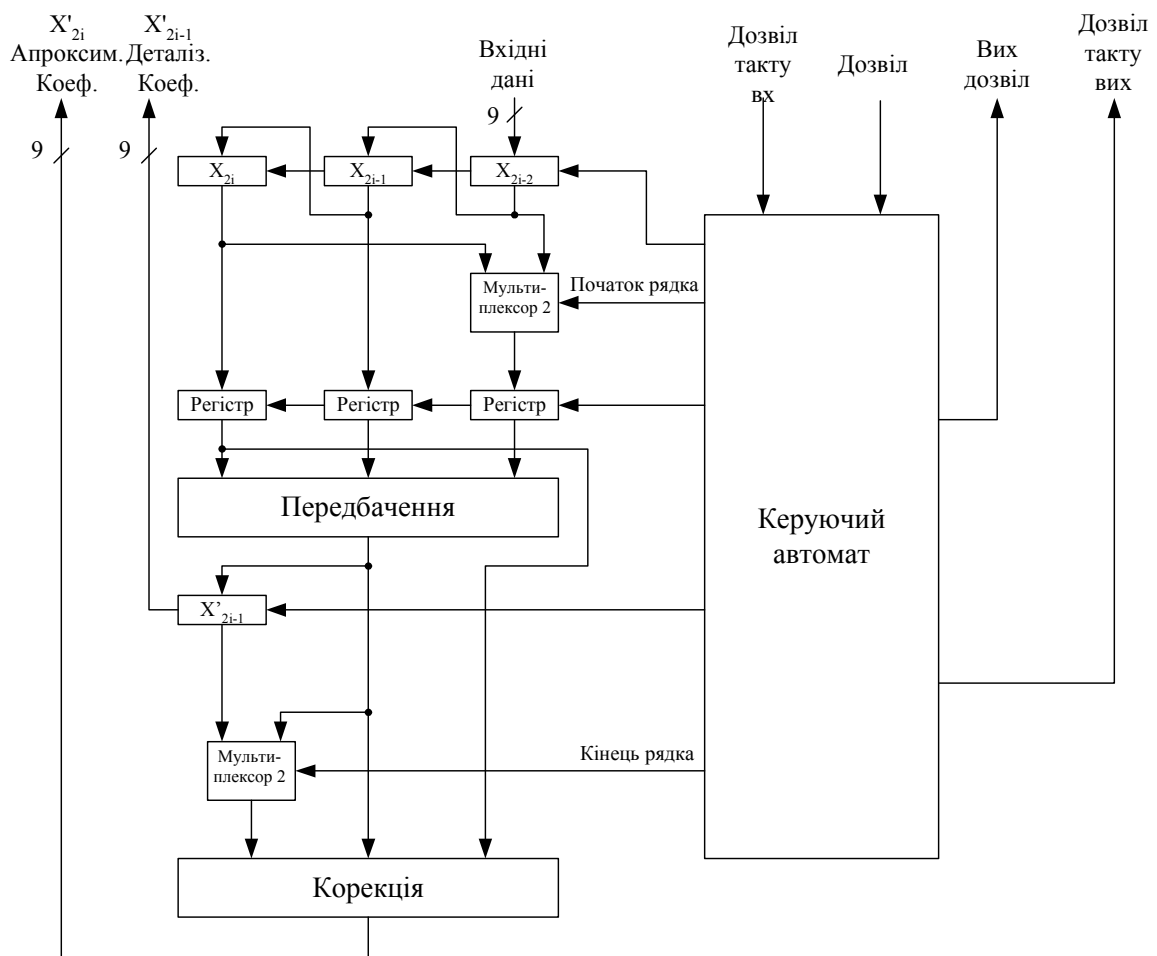 X'2i
Апроксим.
Коеф.
X'2i-1
Деталіз.
Коеф.
Вхідні
дані
Дозвіл
такту
вх
Дозвіл
Вих
дозвіл
Дозвіл
такту
вих
9
9
9
X2i
X2i-1
X2i-2
Мульти-
плексор 2
Початок рядка
Регістр
Регістр
Регістр
Передбачення
Керуючий
автомат
X’2i-1
Мульти-
плексор 2
Кінець рядка
Корекція